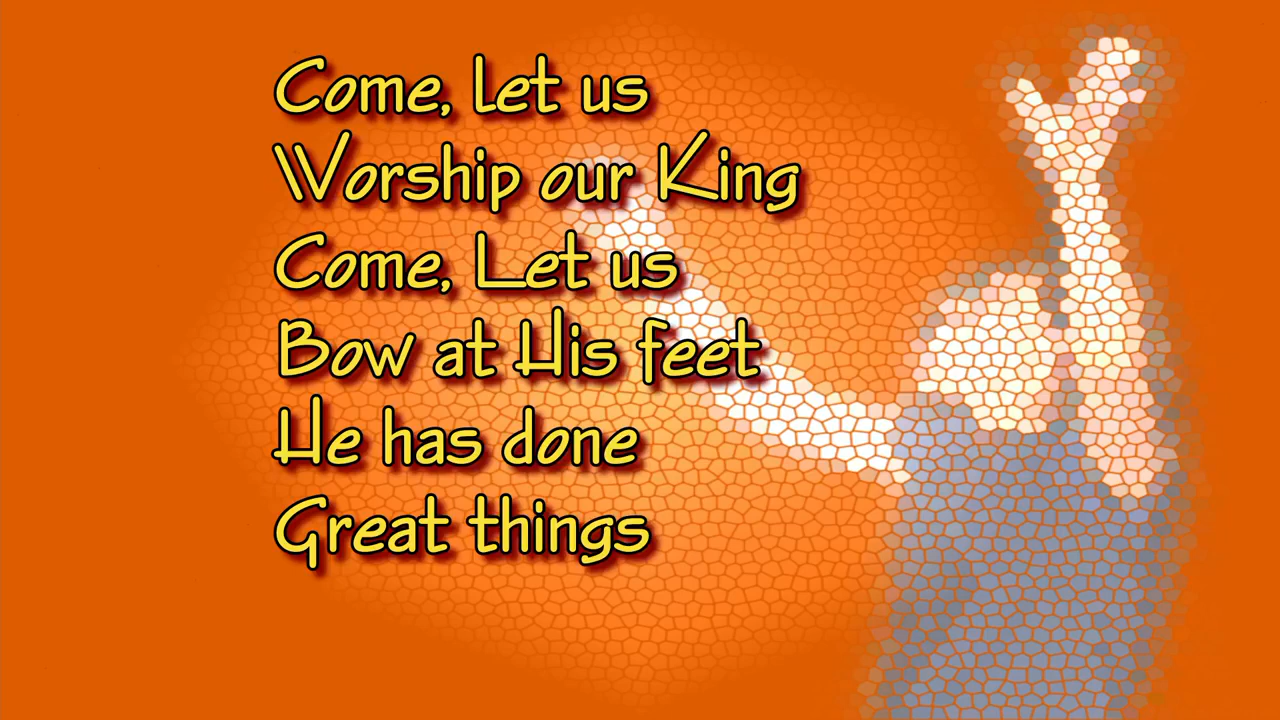 Come, Let us
Worship our King
Come, Let us
Bow at His feet
He has done
Great things